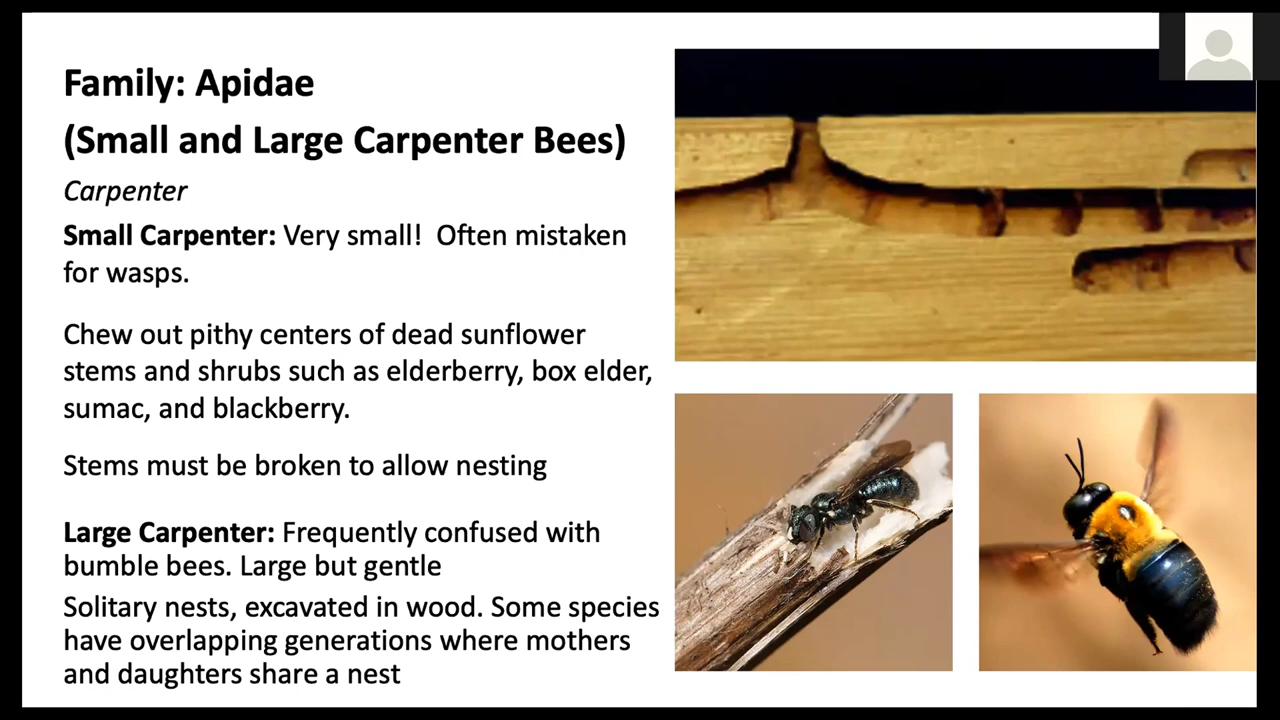 Family: Apidae
(Small and Large Carpenter Bees)
Carpenter
Small Carpenter: Very small!  Often mistaken
for wasps.
Chew out pithy centers of dead sunflower
stems and shrubs such as elderberry, box elder,
sumac, and blackberry.
Stems must be broken to allow nesting
Large Carpenter: Frequently confused with
bumble bees. Large but gentle
Solitary nests, excavated in wood. Some species
have overlapping generations where mothers
and daughters share a nest